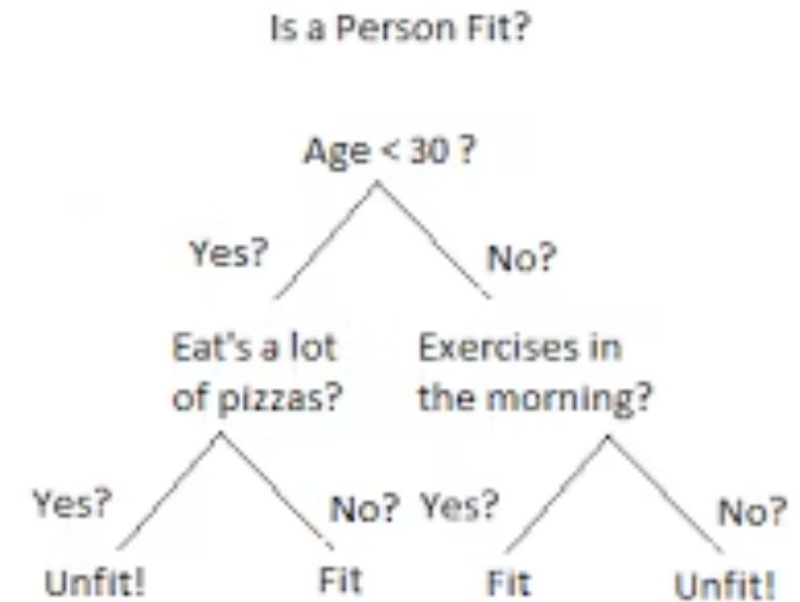 Is a Person Fit?
Age < 30 ?
Yes?
No?
Eat's a lot
of pizzas?
Exercises in
the morning?
Yes?
No?
Yes?
No?
Unfit!
Fit
Fit
Unfit!